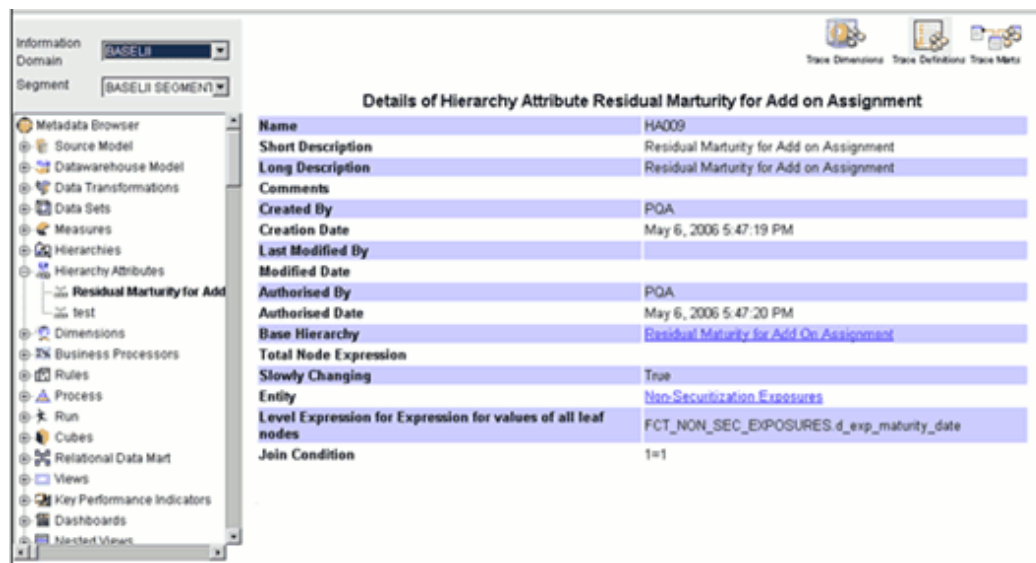 Information Domain
BASELII
Segment
BASELII SEGMENT
Trace Dimensions Trace Definitions Trace Marts
Metadata Browser
Source Model
Datawarehouse Model
Data Transformations
Data Sets
Measures
Hierarchies
Hierarchy Attributes
Residual Marturity for Add
test
Dimensions
Business Processors
Rules
Process
Run
Cubes
Relational Data Mart
Views
Key Performance Indicators
Dashboards
Nested Views
Details of Hierarchy Attribute Residual Marturity for Add on Assignment
Name HA009
Short Description Residual Marturity for Add on Assignment
Long Description Residual Marturity for Add on Assignment
Comments
Created By PQA
Creation Date May 6, 2006 5:47:19 PM
Last Modified By
Modified Date
Authorised By PQA
Authorised Date May 6, 2006 5:47:20 PM
Base Hierarchy Residual Maturity for Add On Assignment
Total Node Expression
Slowly Changing True
Entity Non-Securitization Exposures
Level Expression for Expression for values of all leaf
nodes FCT_NON_SEC_EXPOSURES.d_exp_maturity_date
Join Condition 1=1